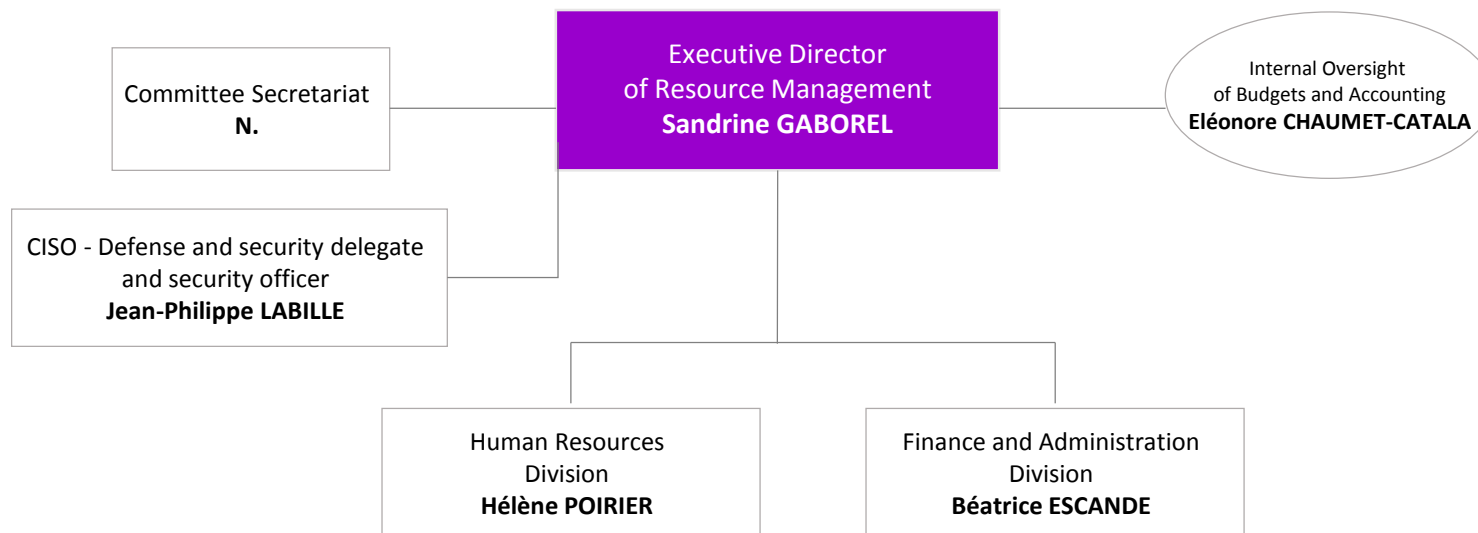 Executive Director
of Resource Management
Sandrine GABOREL
Committee Secretariat
N.
Internal Oversight
of Budgets and Accounting
Eléonore CHAUMET-CATALA
CISO - Defense and security delegate
and security officer
Jean-Philippe LABILLE
Human Resources
Division
Hélène POIRIER
Finance and Administration
Division
Béatrice ESCANDE